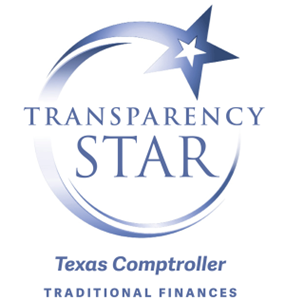 TRANSPARENCY
STAR
Texas Comptroller
TRADITIONAL FINANCES